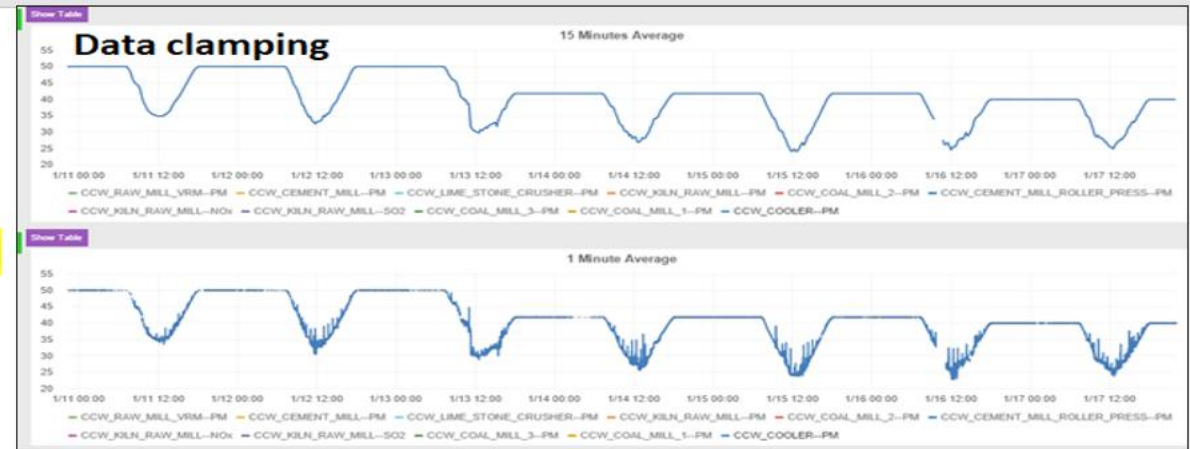 Show Table
15 Minutes Average
Data clamping
55
50
45
40
35
30
25
20
1/11 00:00 1/11 12:00 1/12 00:00 1/12 12:00 1/13 00:00 1/13 12:00 1/14 00:00 1/14 12:00 1/15 00:00 1/15 12:00 1/16 00:00 1/16 12:00 1/17 00:00 1/17 12:00
CCW_RAW_MILL_VRM--PM CCW_CEMENT_MILL--PM CCW_LIME_STONE_CRUSHER--PM CCW_KILN_RAW_MILL--PM CCW_COAL_MILL_2--PM CCW_CEMENT_MILL_ROLLER_PRESS--PM
CCW_KILN_RAW_MILL--NOx CCW_KILN_RAW_MILL--SO2 CCW_COAL_MILL_3--PM CCW_COAL_MILL_1--PM CCW_COOLER--PM
Show Table
1 Minute Average
55
50
45
40
35
30
25
20
1/11 00:00 1/11 12:00 1/12 00:00 1/12 12:00 1/13 00:00 1/13 12:00 1/14 00:00 1/14 12:00 1/15 00:00 1/15 12:00 1/16 00:00 1/16 12:00 1/17 00:00 1/17 12:00
CCW_RAW_MILL_VRM--PM CCW_CEMENT_MILL--PM CCW_LIME_STONE_CRUSHER--PM CCW_KILN_RAW_MILL--PM CCW_COAL_MILL_2--PM CCW_CEMENT_MILL_ROLLER_PRESS--PM
CCW_KILN_RAW_MILL--NOx CCW_KILN_RAW_MILL--SO2 CCW_COAL_MILL_3--PM CCW_COAL_MILL_1--PM CCW_COOLER--PM